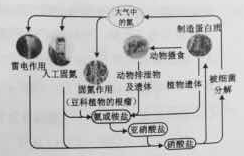 大气中
的氮
制造蛋白质
动物摄食
雷电作用
人工固氮
固氮作用
(豆科植物的根瘤)
动物排泄物
及遗体
植物遗体
被细菌
分解
氨或铵盐
亚硝酸盐
硝酸盐